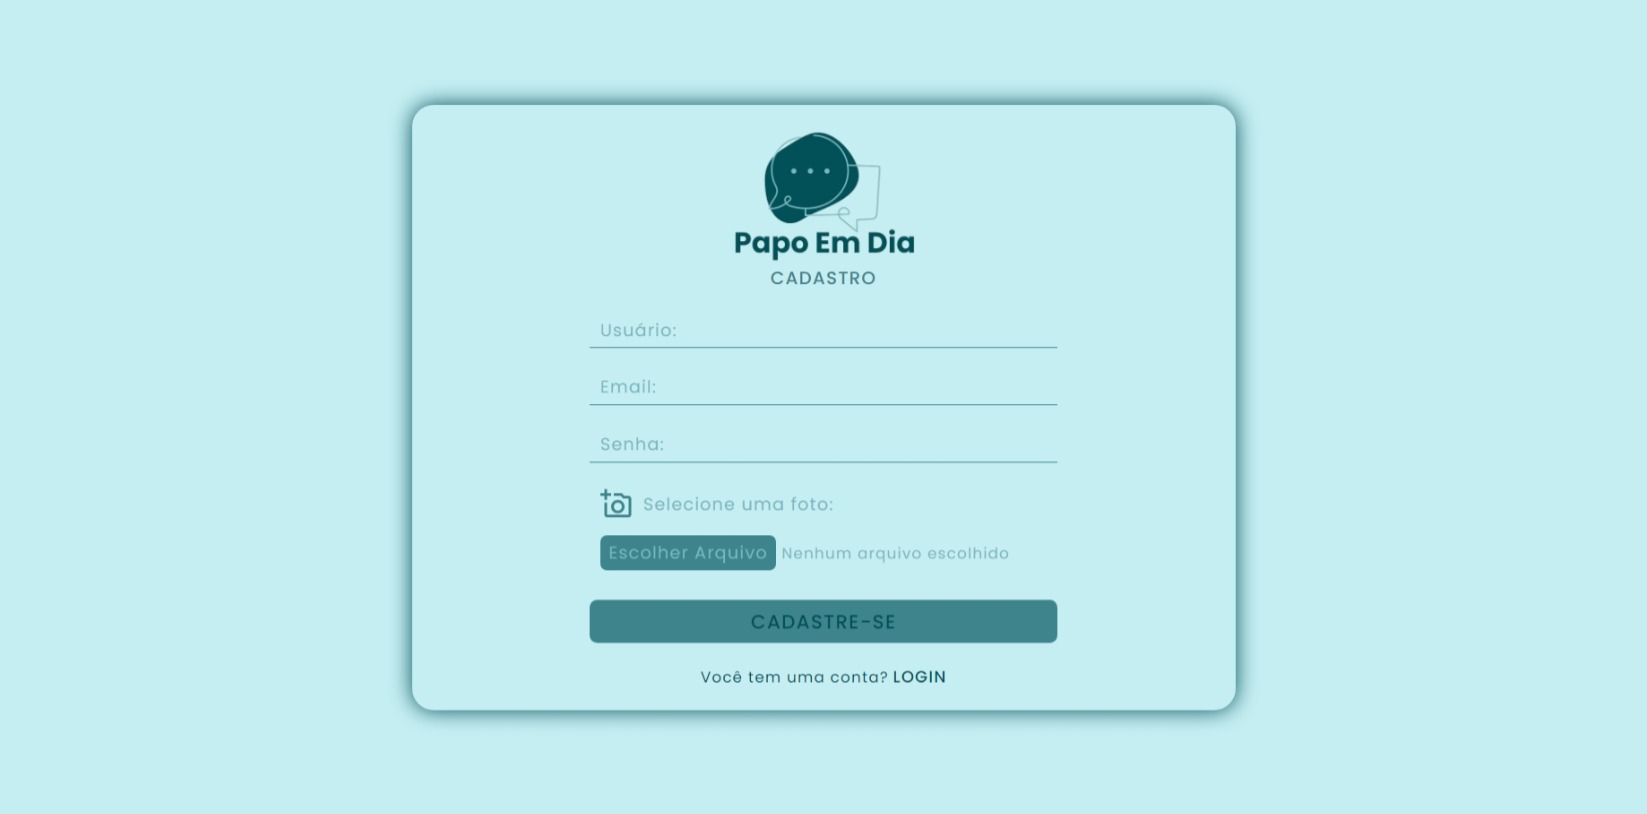 Papo Em Dia
CADASTRO
Usuário:
Email:
Senha:
Selecione uma foto:
Escolher Arquivo Nenhum arquivo escolhido
CADASTRE-SE
Você tem uma conta? LOGIN